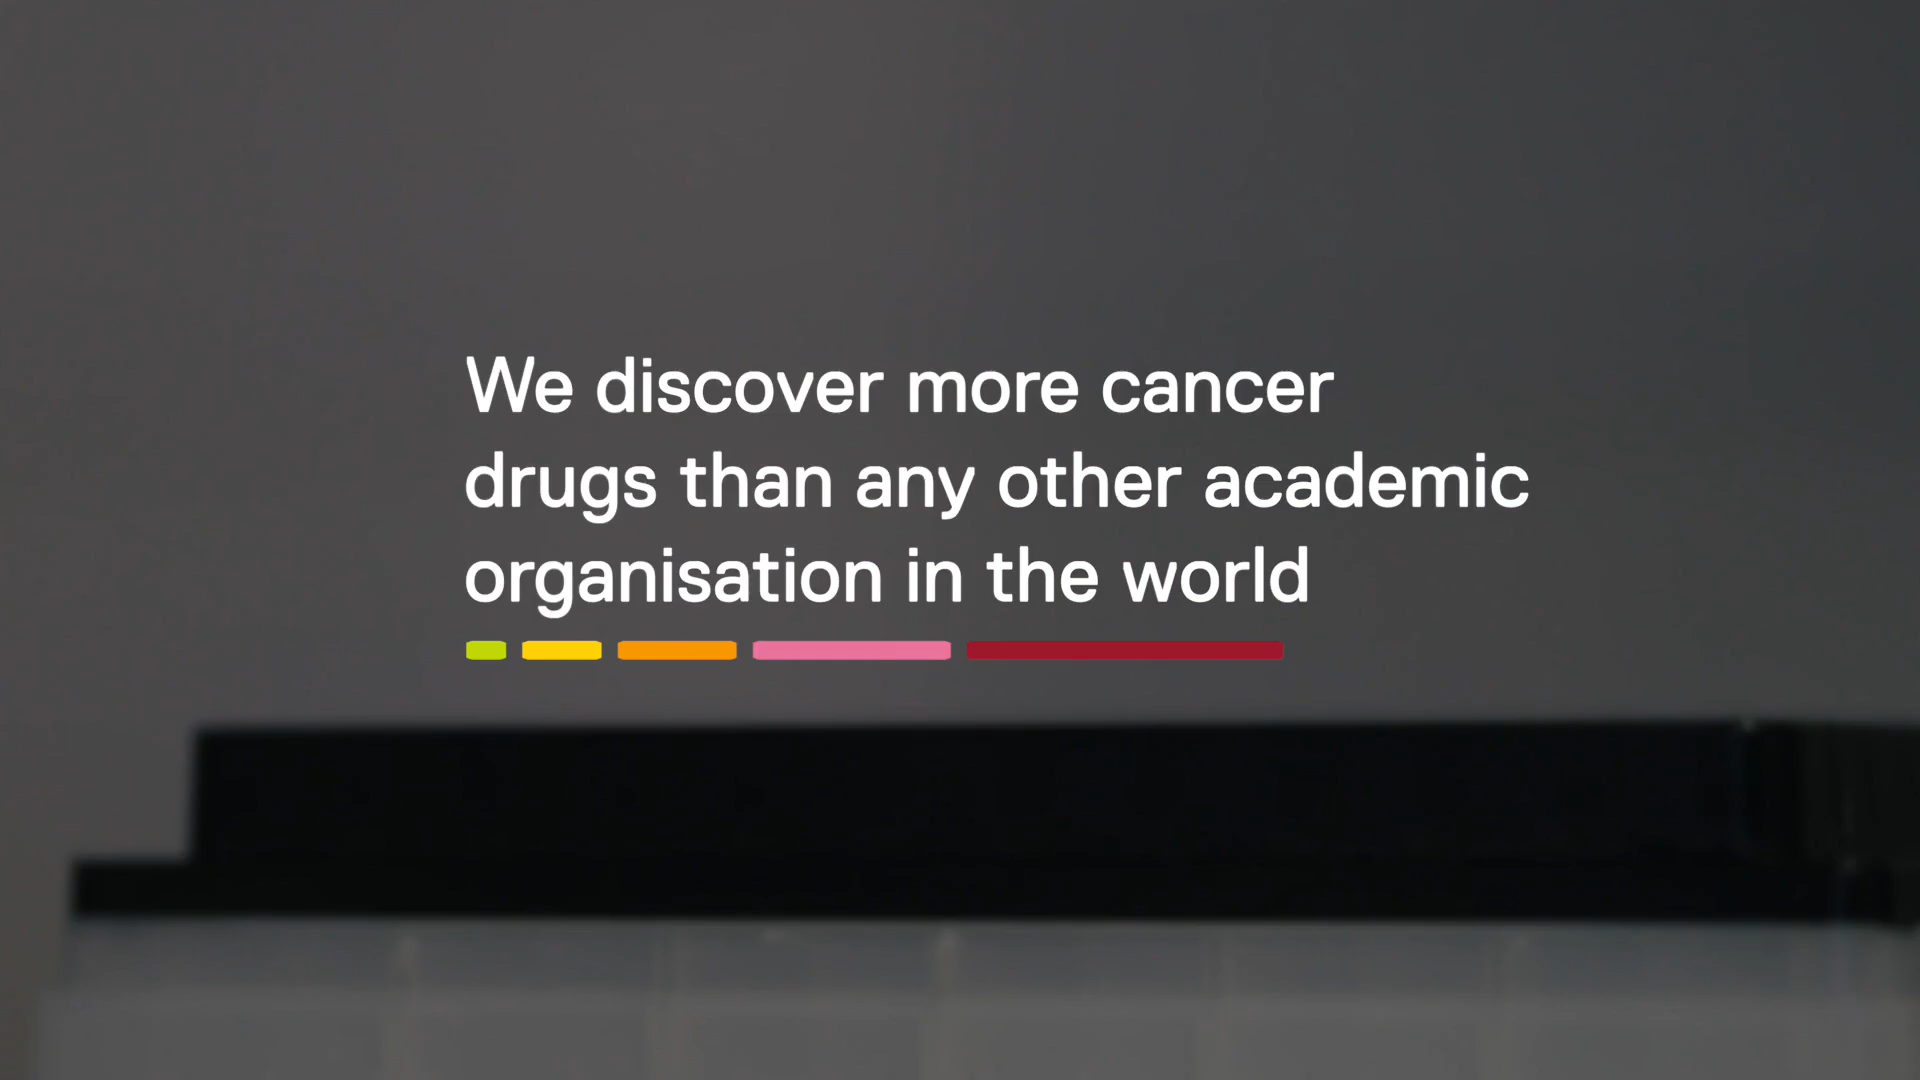 We discover more cancer
drugs than any other academic
organisation in the world